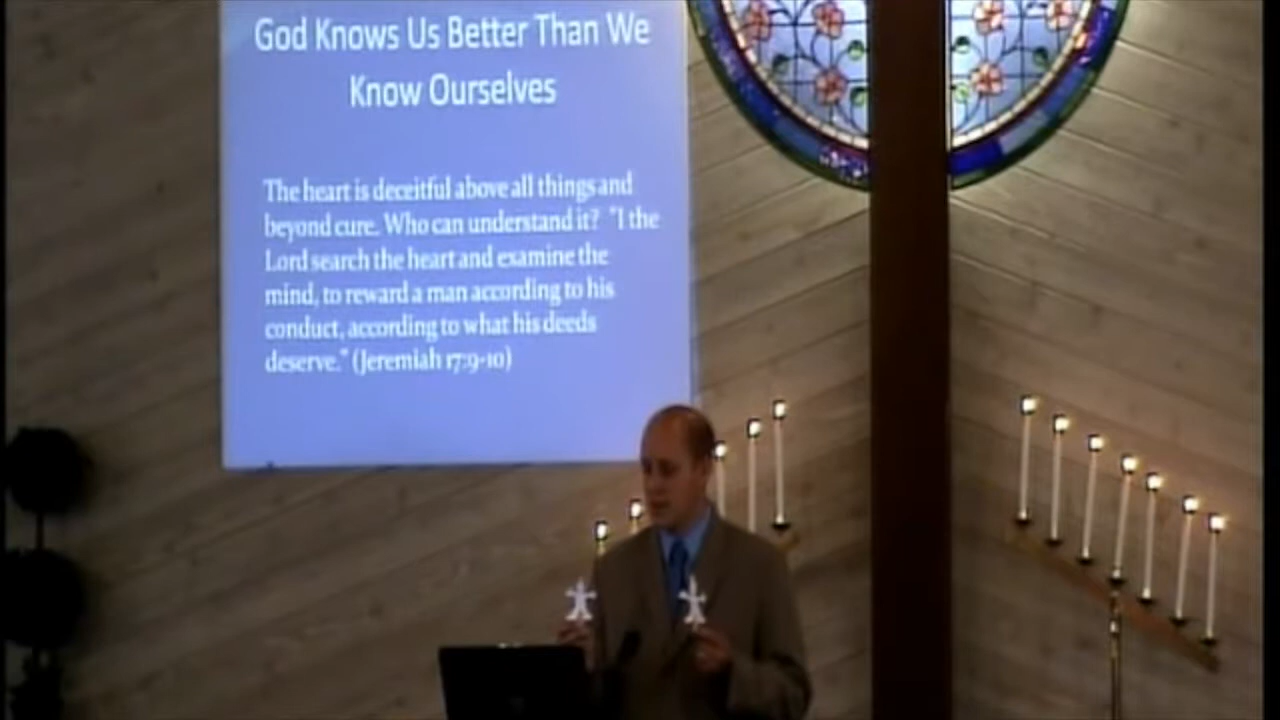 God Knows Us Better Than We
Know Ourselves
The heart is deceitful above all things and
beyond cure. Who can understand it? "I the
Lord search the heart and examine the
mind, to reward a man according to his
conduct, according to what his deeds
deserve." (Jeremiah 17:9-10)